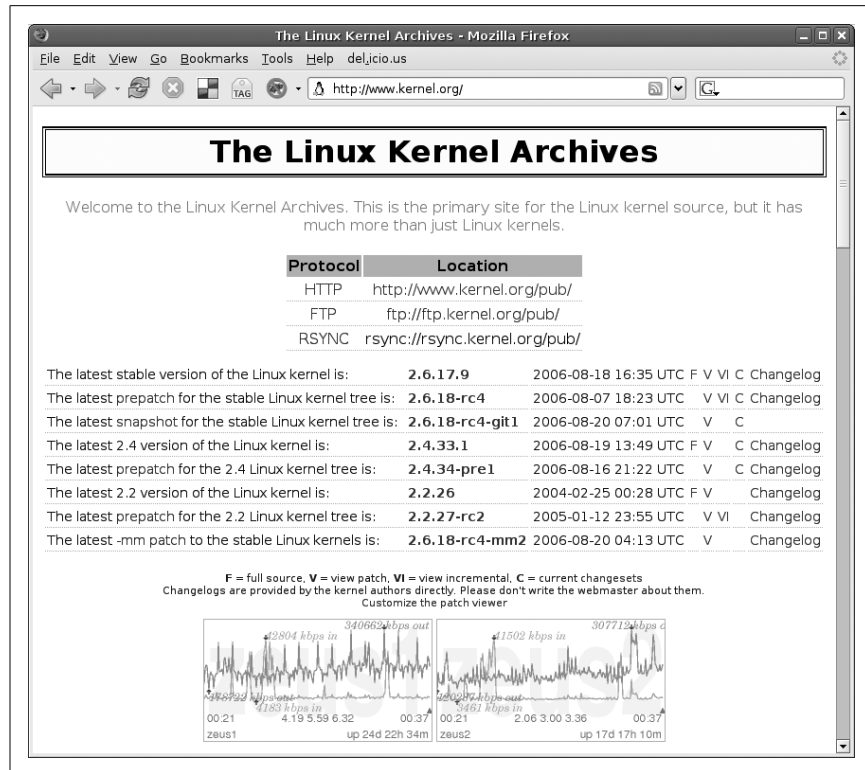 The Linux Kernel Archives - Mozilla Firefox
File Edit View Go Bookmarks Tools Help del.icio.us
TAG http://www.kernel.org/ G
The Linux Kernel Archives
Welcome to the Linux Kernel Archives. This is the primary site for the Linux kernel source, but it has
much more than just Linux kernels.
Protocol Location
HTTP http://www.kernel.org/pub/
FTP ftp://ftp.kernel.org/pub/
RSYNC rsync://rsync.kernel.org/pub/
The latest stable version of the Linux kernel is: 2.6.17.9 2006-08-18 16:35 UTC F V VI C Changelog
The latest prepatch for the stable Linux kernel tree is: 2.6.18-rc4 2006-08-07 18:23 UTC V VI C Changelog
The latest snapshot for the stable Linux kernel tree is: 2.6.18-rc4-git1 2006-08-20 07:01 UTC V C
The latest 2.4 version of the Linux kernel is: 2.4.33.1 2006-08-19 13:49 UTC F V C Changelog
The latest prepatch for the 2.4 Linux kernel tree is: 2.4.34-pre1 2006-08-16 21:22 UTC V C Changelog
The latest 2.2 version of the Linux kernel is: 2.2.26 2004-02-25 00:28 UTC F V Changelog
The latest prepatch for the 2.2 Linux kernel tree is: 2.2.27-rc2 2005-01-12 23:55 UTC V VI Changelog
The latest -mm patch to the stable Linux kernels is: 2.6.18-rc4-mm2 2006-08-20 04:13 UTC V Changelog
F = full source, V = view patch, VI = view incremental, C = current changesets
Changelogs are provided by the kernel authors directly. Please don't write the webmaster about them.
Customize the patch viewer
340662 kbps out 307712 kbps o
42804 kbps in 41502 kbps in
zeus1 zeus2
kbps out kbps out
4183 kbps in 3461 kbps in
00:21 4.19 5.59 6.32 00:37 00:21 2.06 3.00 3.36 00:37
zeus1 up 24d 22h 34m zeus2 up 17d 17h 10m